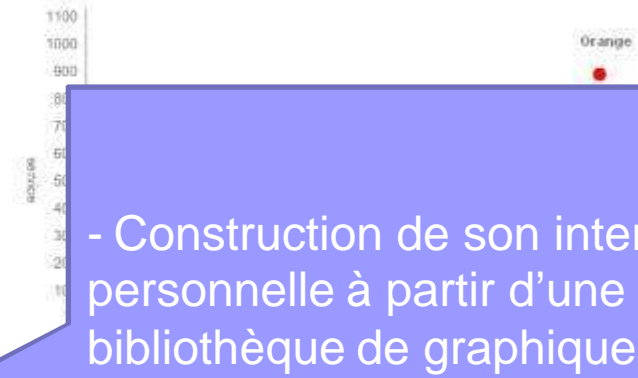 1100
1000
Orange
900
- Construction de son inter
personnelle à partir d’une
bibliothèque de graphique